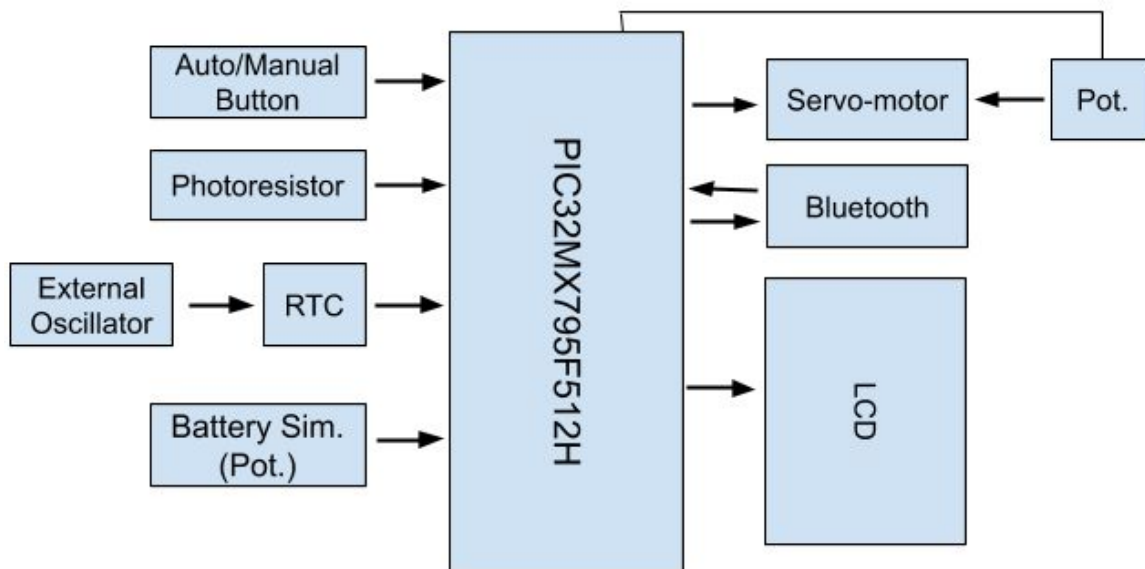 Auto/Manual
Button
Photoresistor
External
Oscillator
RTC
Battery Sim.
(Pot.)
PIC32MX795F512H
Servo-motor
Pot.
Bluetooth
LCD